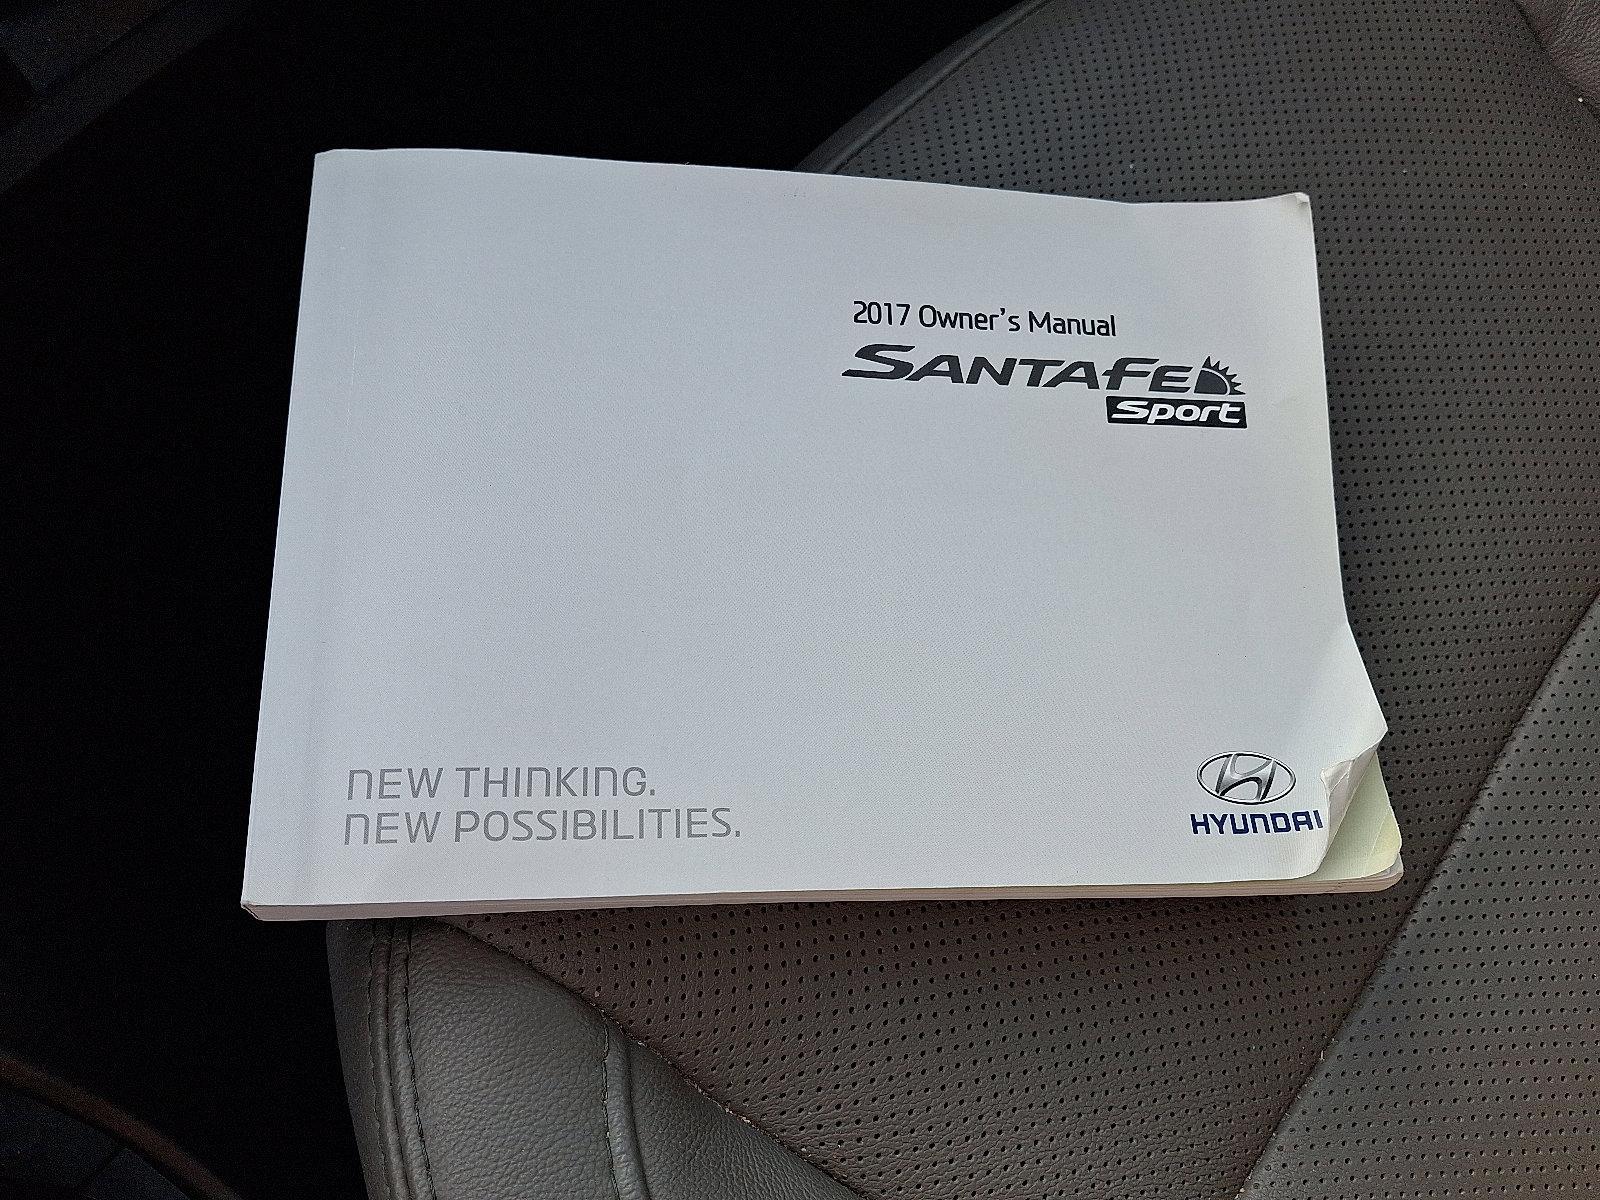 2017 Owner's Manual
SANTAFE
Sport
NEW THINKING.
NEW POSSIBILITIES.
HYUNDAI